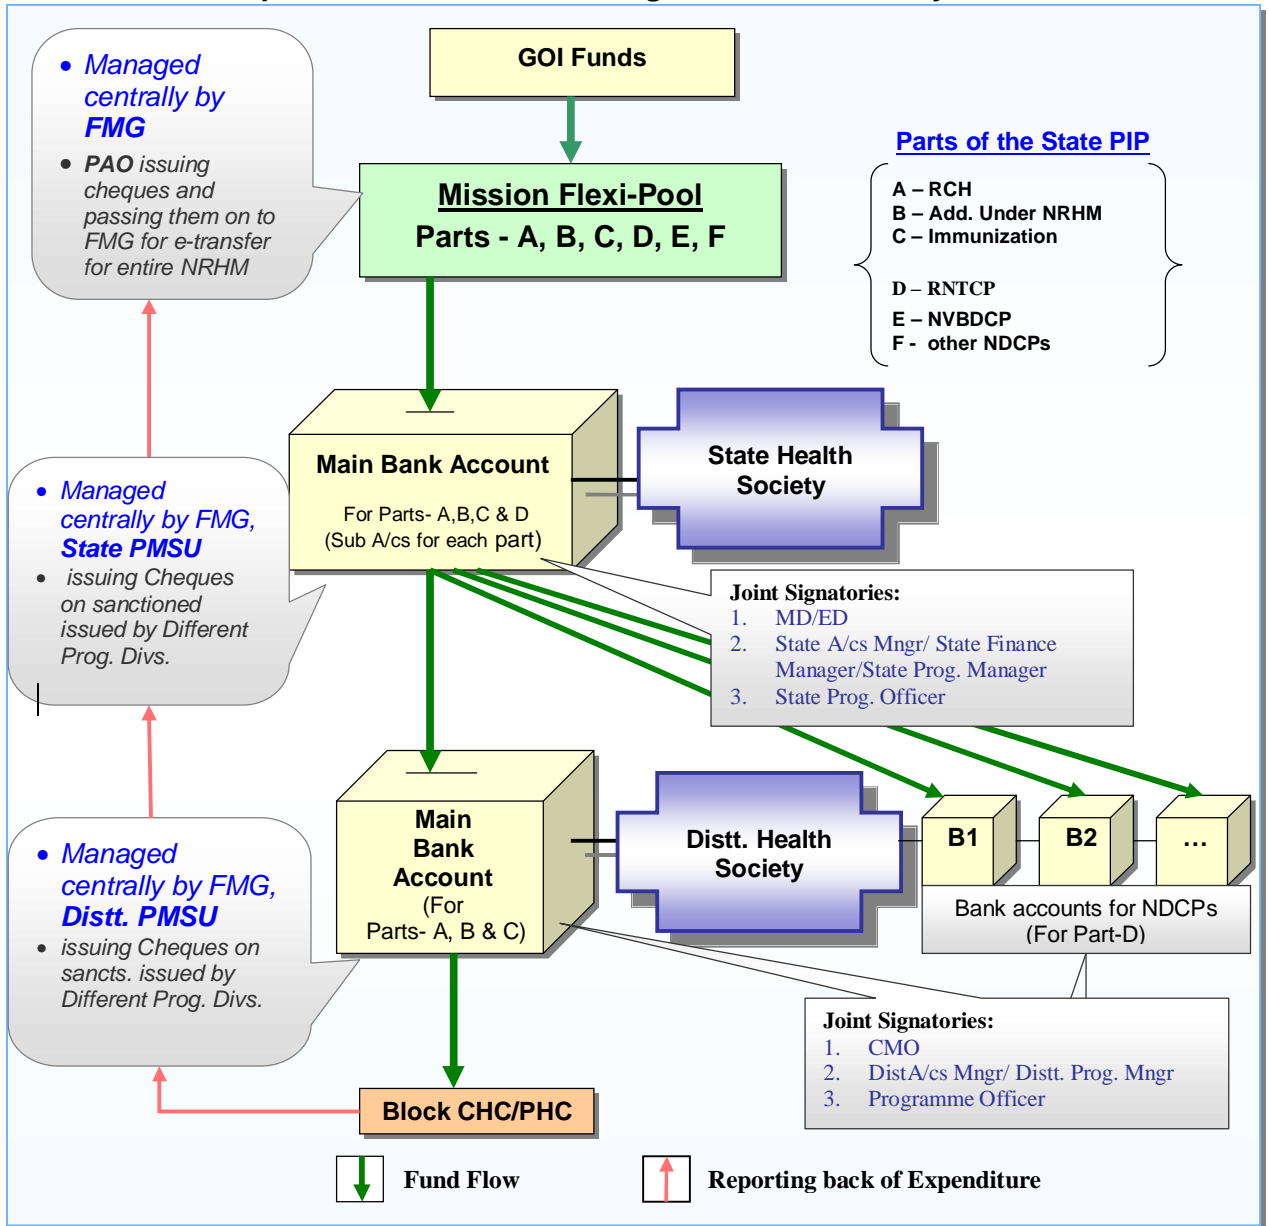 GOI Funds
• Managed
centrally by
FMG
• PAO issuing
cheques and
passing them on to
FMG for e-transfer
for entire NRHM
Mission Flexi-Pool
Parts - A, B, C, D, E, F
Parts of the State PIP
A – RCH
B – Add. Under NRHM
C – Immunization
D – RNTCP
E – NVBDCP
F - other NDCPs
Main Bank Account
For Parts- A,B,C & D
(Sub A/cs for each part)
State Health
Society
• Managed
centrally by FMG,
State PMSU
• issuing Cheques
on sanctioned
issued by Different
Prog. Divs.
Joint Signatories:
1. MD/ED
2. State A/cs Mngr/ State Finance
Manager/State Prog. Manager
3. State Prog. Officer
Main
Bank
Account
(For
Parts- A, B & C)
Distt. Health
Society
B1
B2
...
Bank accounts for NDCPs
(For Part-D)
• Managed
centrally by FMG,
Distt. PMSU
• issuing Cheques on
sancts. issued by
Different Prog. Divs.
Joint Signatories:
1. CMO
2. DistA/cs Mngr/ Distt. Prog. Mngr
3. Programme Officer
Block CHC/PHC
Fund Flow
Reporting back of Expenditure